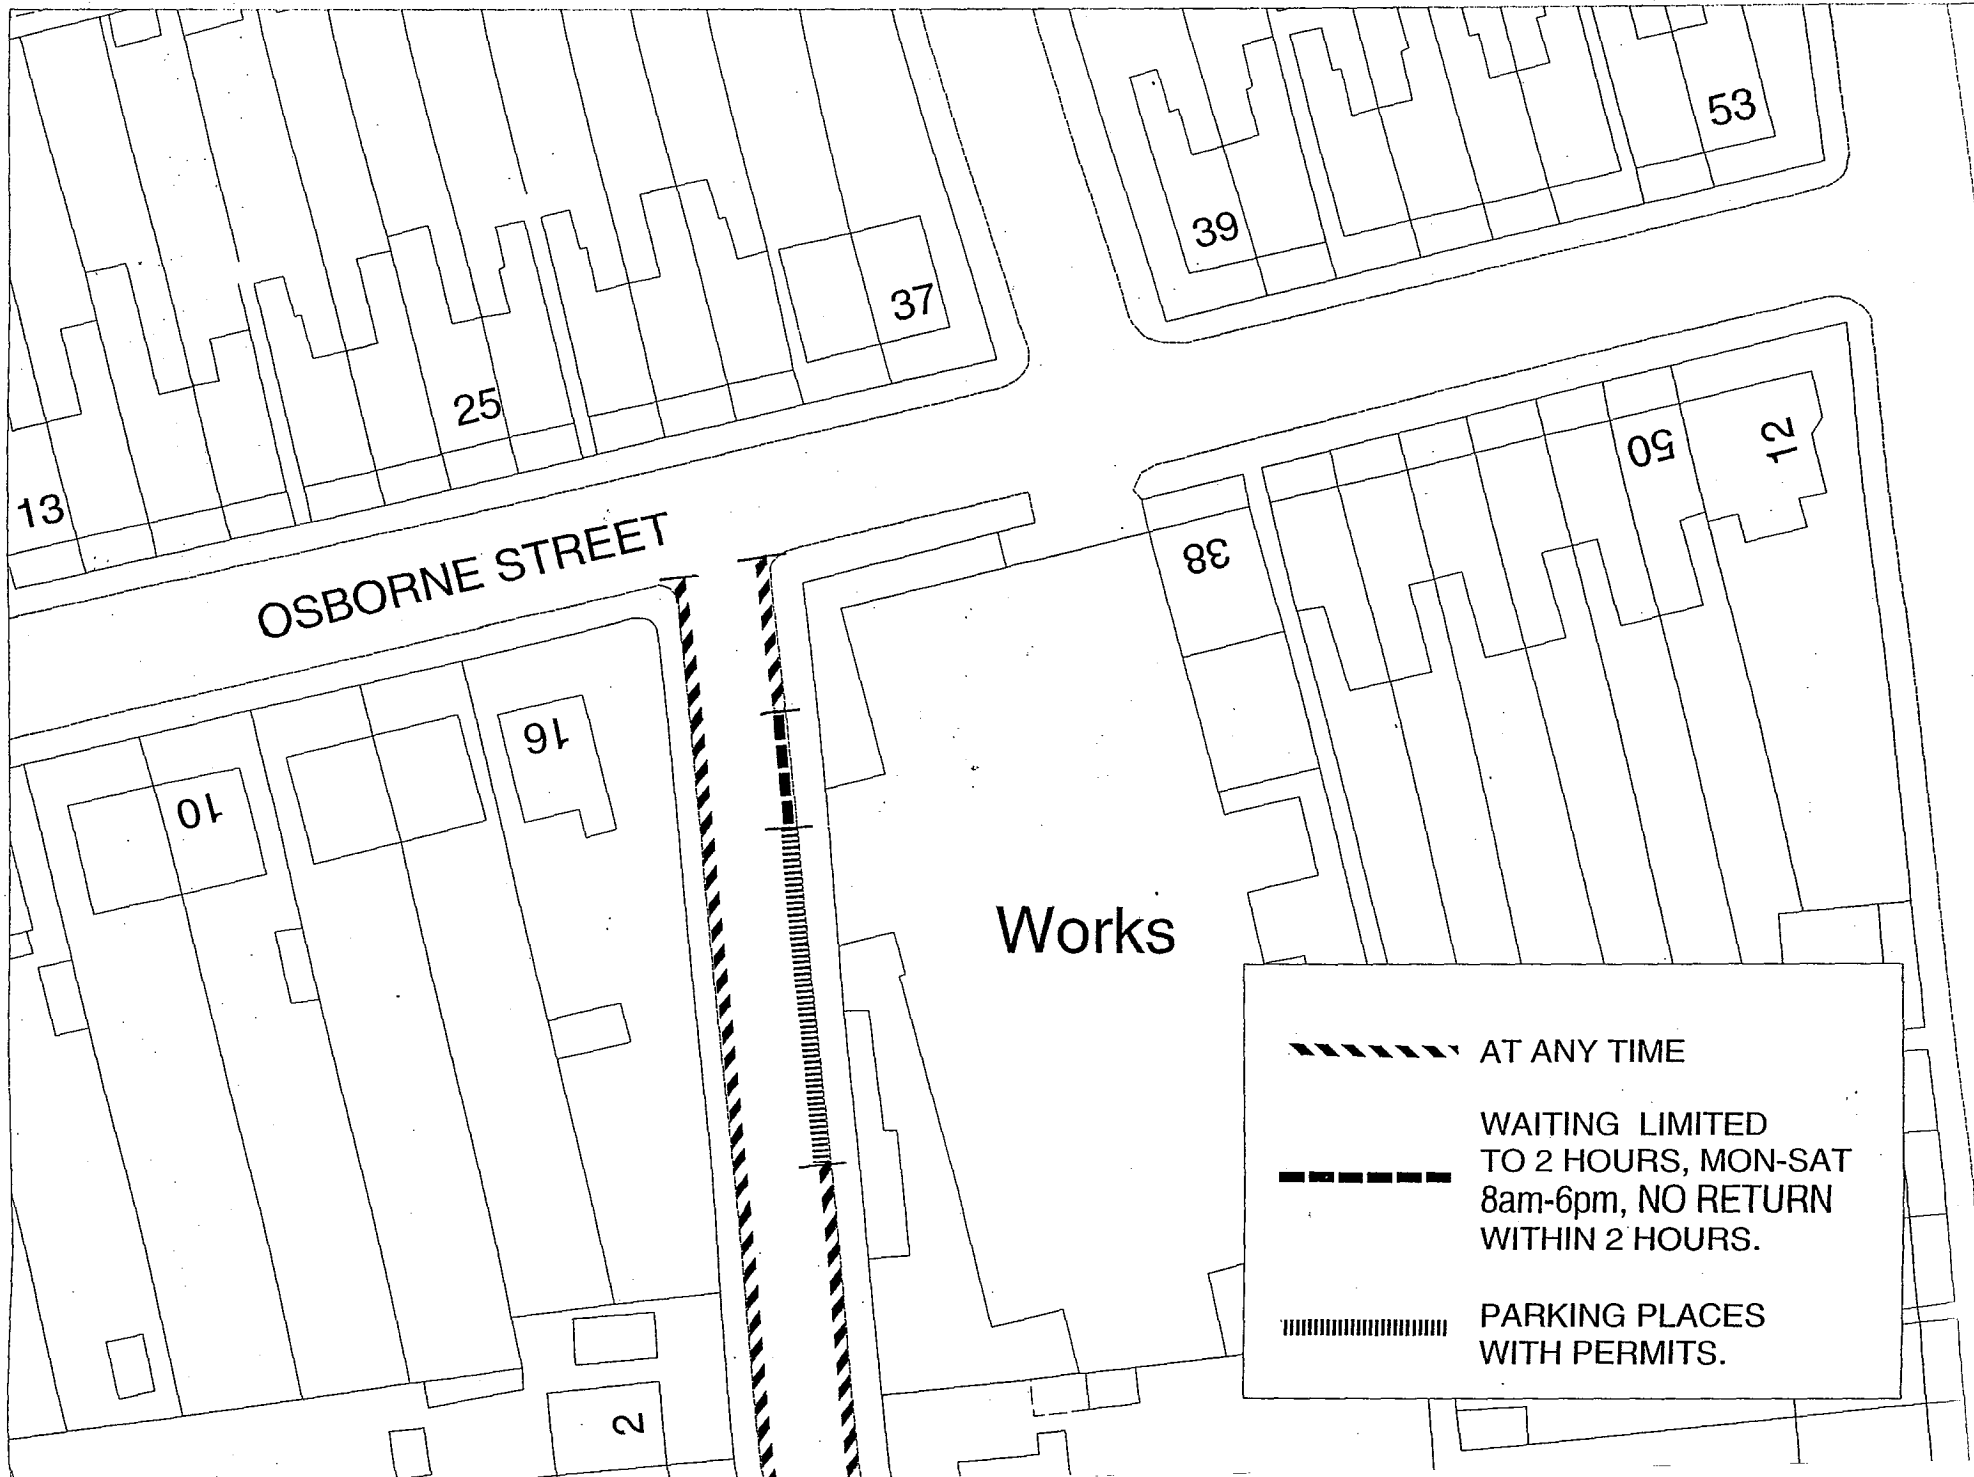 53
39
37
25
13
50
12
OSBORNE STREET
38
16
10
Works
AT ANY TIME
WAITING LIMITED
TO 2 HOURS, MON-SAT
8am-6pm, NO RETURN
WITHIN 2 HOURS.
PARKING PLACES
WITH PERMITS.
2